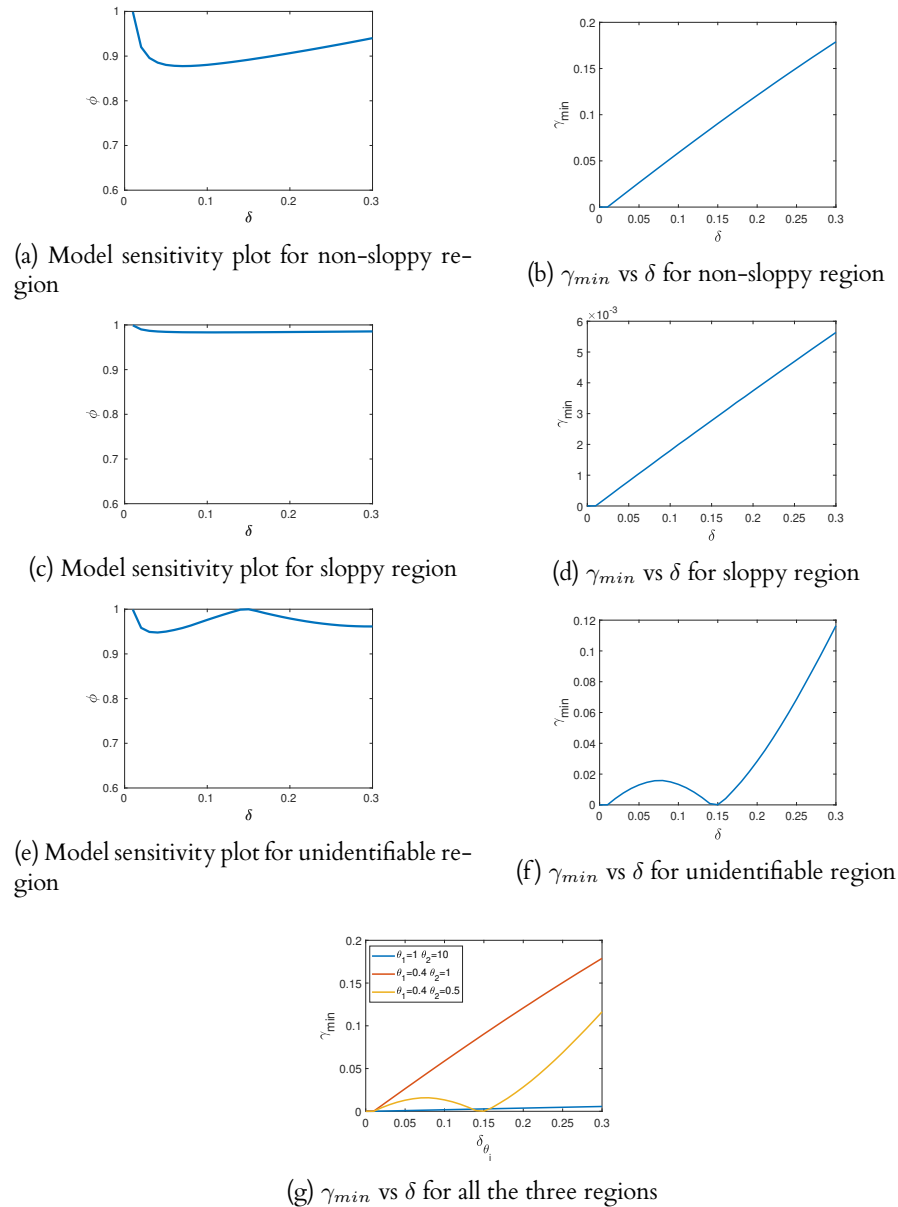 1
0.9
0.8
0.7
0.6
ϕ
0 0.1 0.2 0.3
δ
(a) Model sensitivity plot for non-sloppy re-
gion
0.2
0.15
0.1
0.05
0
γmin
0 0.05 0.1 0.15 0.2 0.25 0.3
δ
(b) γmin vs δ for non-sloppy region
1
0.9
0.8
0.7
0.6
ϕ
0 0.1 0.2 0.3
δ
(c) Model sensitivity plot for sloppy region
×10-3
6
5
4
3
2
1
0
γmin
0 0.05 0.1 0.15 0.2 0.25 0.3
δ
(d) γmin vs δ for sloppy region
1
0.9
0.8
0.7
0.6
ϕ
0 0.1 0.2 0.3
δ
(e) Model sensitivity plot for unidentifiable re-
gion
0.12
0.1
0.08
0.06
0.04
0.02
0
γmin
0 0.05 0.1 0.15 0.2 0.25 0.3
δ
(f) γmin vs δ for unidentifiable region
0.2
0.15
0.1
0.05
0
γmin
θ1=1 θ2=10
θ1=0.4 θ2=1
θ1=0.4 θ2=0.5
0 0.05 0.1 0.15 0.2 0.25 0.3
δθi
(g) γmin vs δ for all the three regions